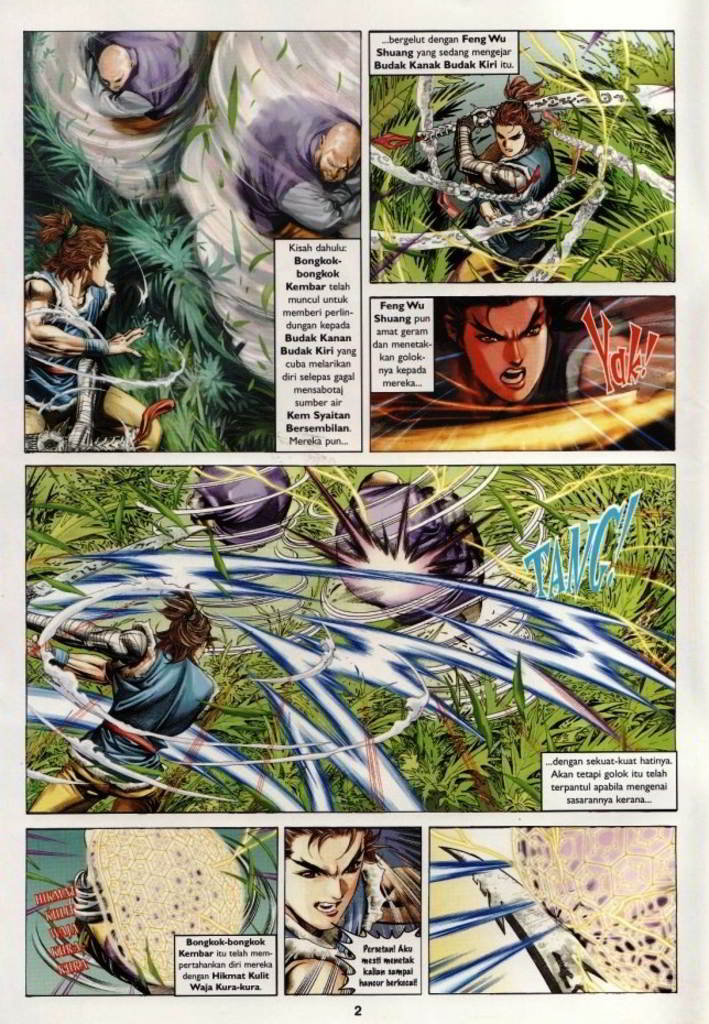 Kisah dahulu:
Bongkok-
bongkok
Kembar telah
muncul untuk
memberi perlin-
dungan kepada
Budak Kanan
Budak Kiri yang
cuba melarikan
diri selepas gagal
mensabotaj
sumber air
Kem Syaitan
Bersembilan.
Mereka pun...
...bergelut dengan Feng Wu
Shuang yang sedang mengejar
Budak Kanak Budak Kiri itu.
Feng Wu
Shuang pun
amat geram
dan menetak-
kan golok-
nya kepada
mereka...
Yak!
TANG!
...dengan sekuat-kuat hatinya.
Akan tetapi golok itu telah
terpantul apabila mengenai
sasarannya kerana...
HIKMAT
KULIT
WAJA
KURA-
KURA
Bongkok-bongkok
Kembar itu telah mem-
pertahankan diri mereka
dengan Hikmat Kulit
Waja Kura-kura.
Persetan! Aku
mesti menetak
kalian sampai
hancur berkecai!
2